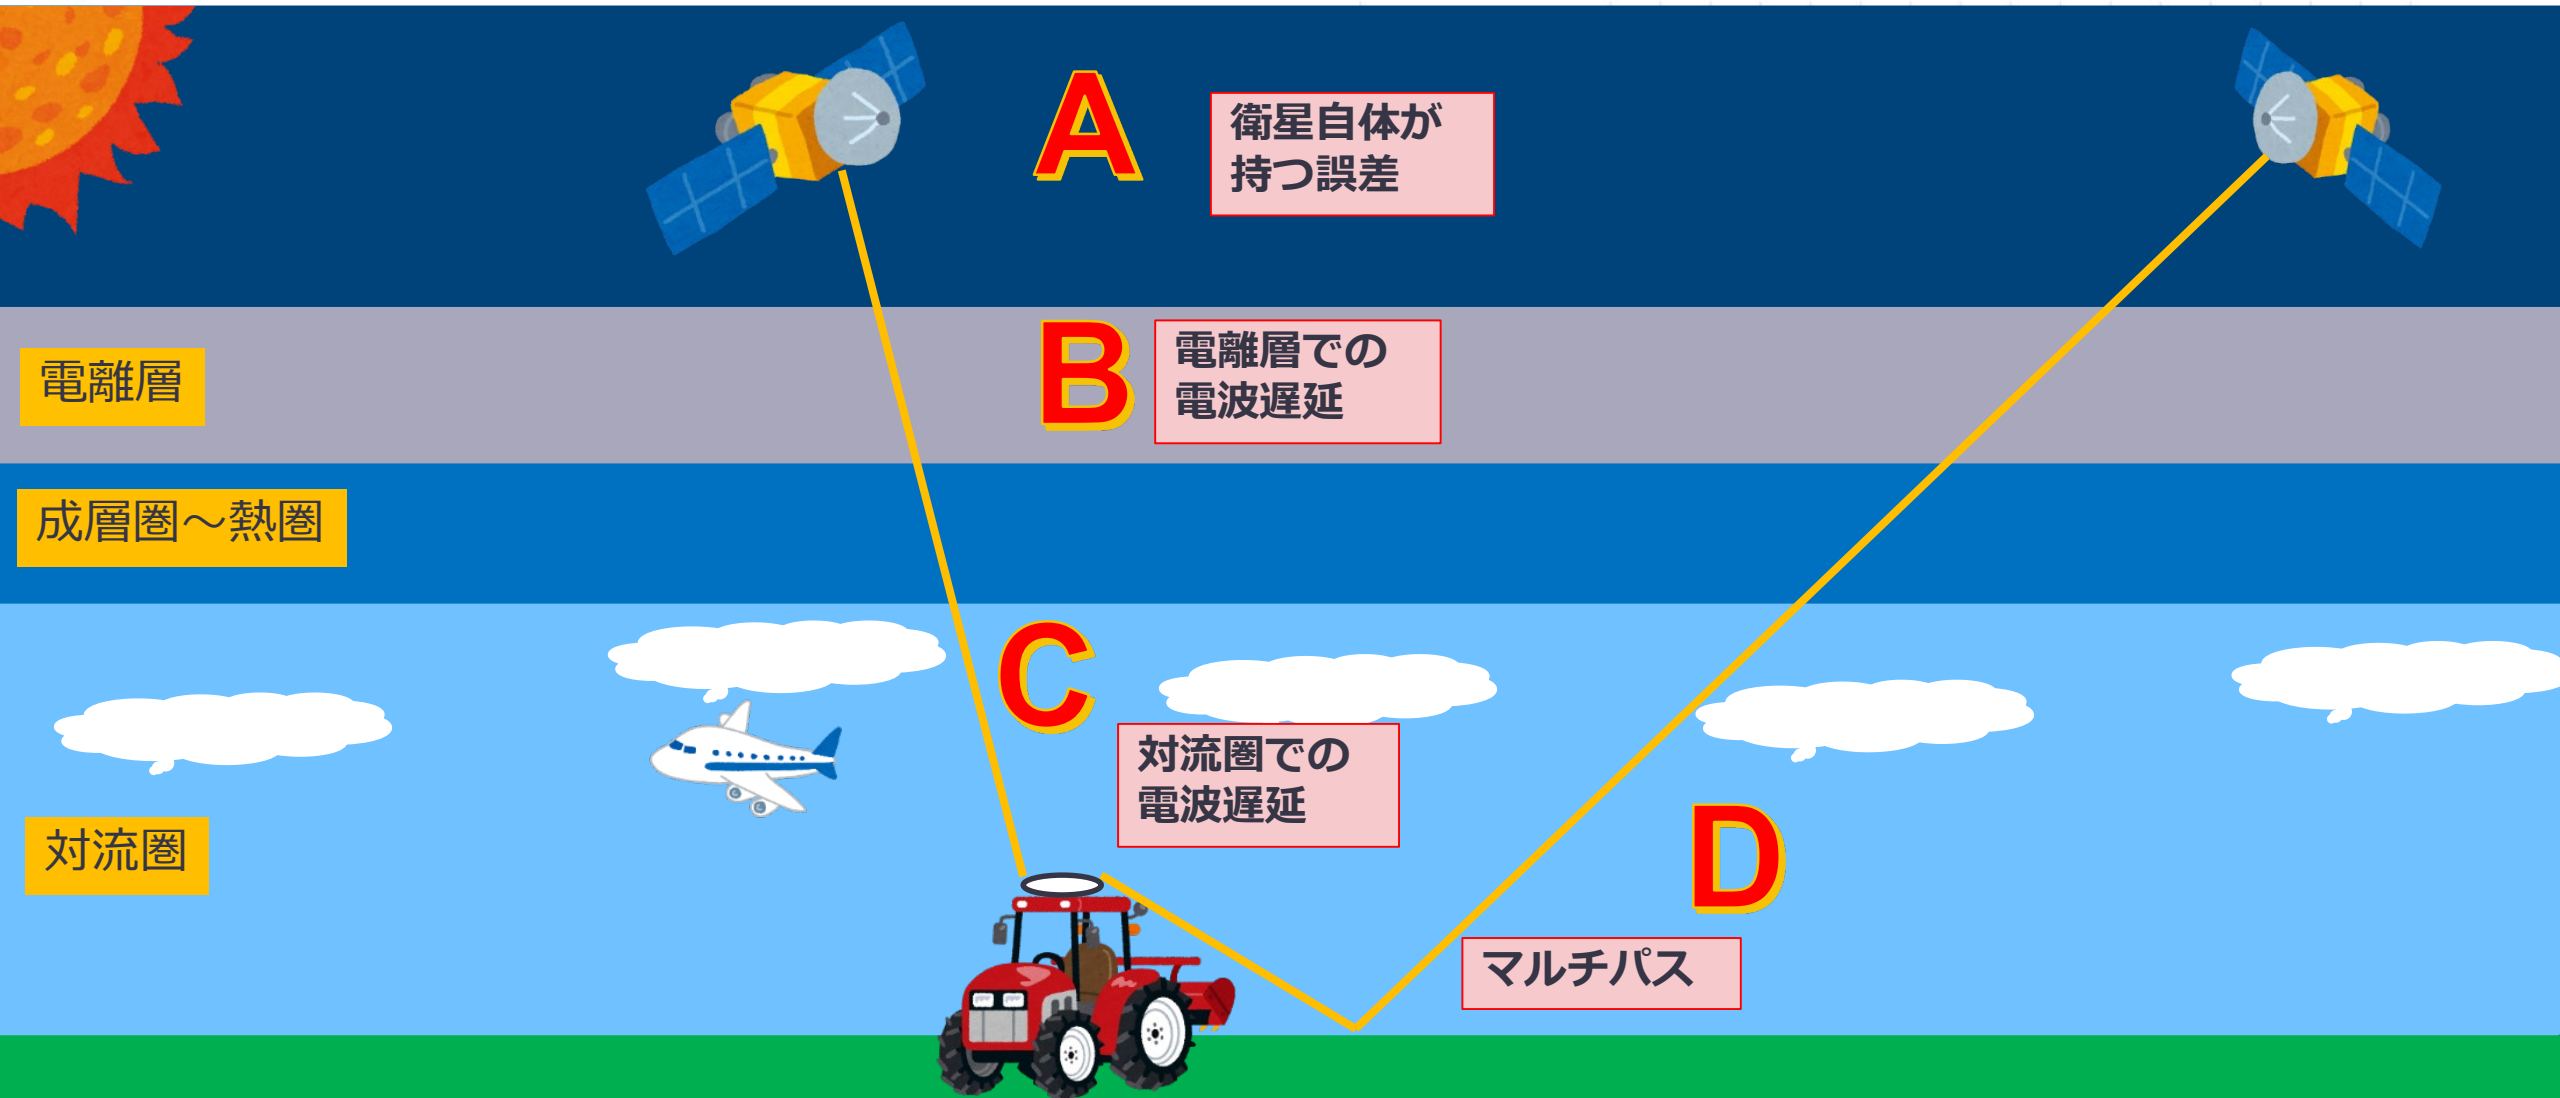 A
衛星自体が
持つ誤差
B
電離層での
電波遅延
電離層
成層圏～熱圏
C
対流圏での
電波遅延
対流圏
D
マルチパス